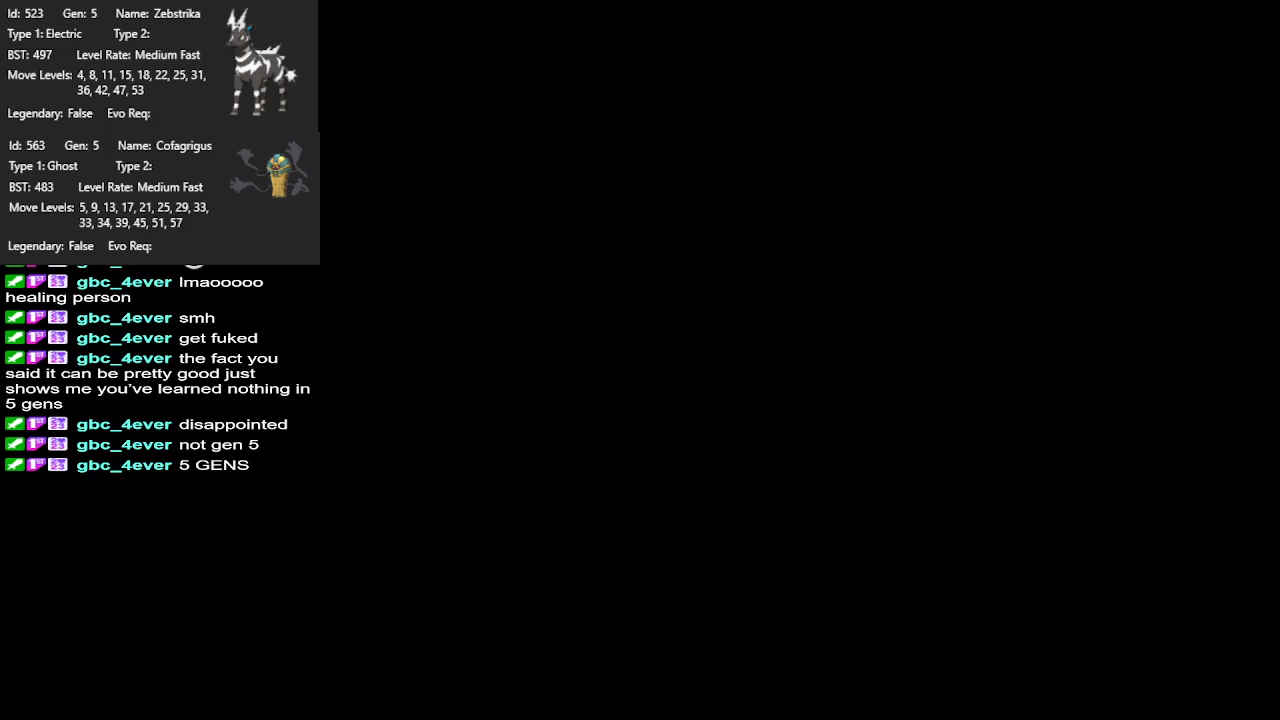 Id: 523 Gen: 5 Name: Zebstrika
Type 1: Electric Type 2:
BST: 497 Level Rate: Medium Fast
Move Levels: 4, 8, 11, 15, 18, 22, 25, 31,
36, 42, 47, 53
Legendary: False Evo Req:
Id: 563 Gen: 5 Name: Cofagrigus
Type 1: Ghost Type 2:
BST: 483 Level Rate: Medium Fast
Move Levels: 5, 9, 13, 17, 21, 25, 29, 33,
33, 34, 39, 45, 51, 57
Legendary: False Evo Req:
gbc_4ever lmaooooo
healing person
gbc_4ever smh
gbc_4ever get fuked
gbc_4ever the fact you
said it can be pretty good just
shows me you've learned nothing in
5 gens
gbc_4ever disappointed
gbc_4ever not gen 5
gbc_4ever 5 GENS